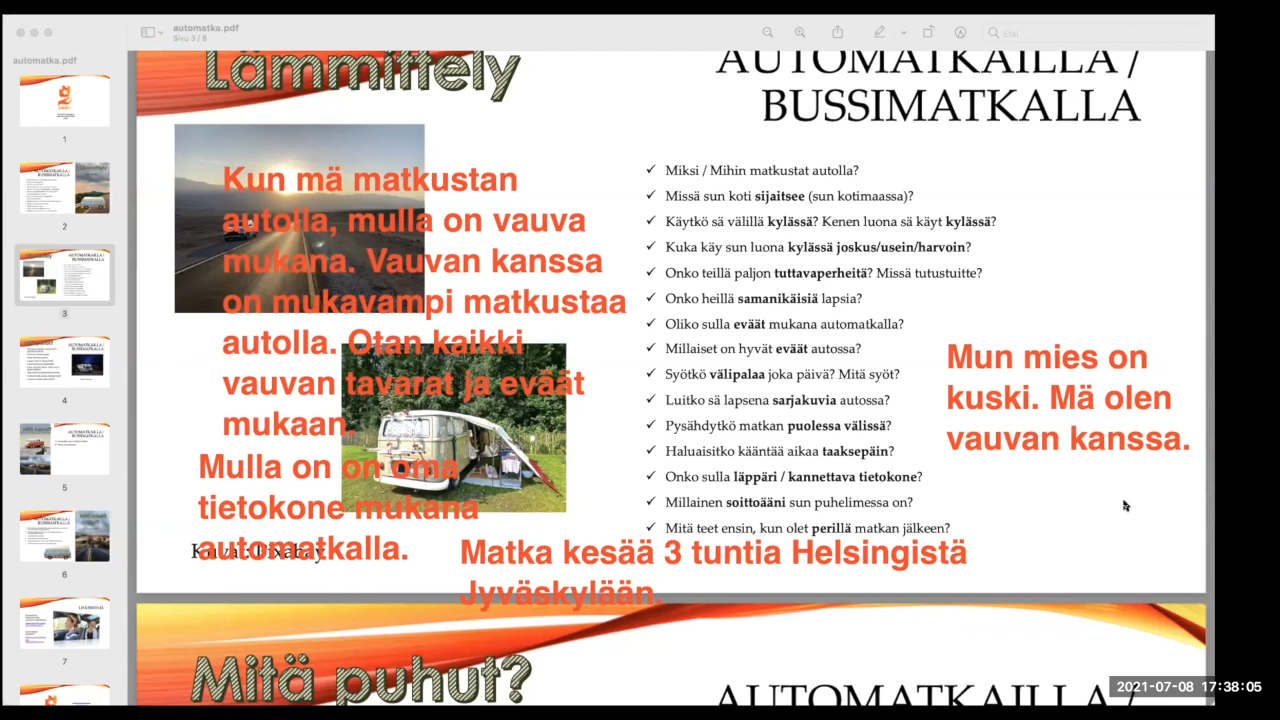 automatka.pdf
Sivu 3 / 8
Etsi
automatka.pdf
1
2
3
4
5
6
7
Lämmittely
AUTOMATKAILLA /
BUSSIMATKALLA
Kun mä matkustan
autolla, mulla on vauva
mukana. Vauvan kanssa
on mukavampi matkustaa
autolla. Otan kaikki
vauvan tavarat ja eväät
mukaan
Mulla on on oma
tietokone mukana
automatkalla.
Kuvat: Pixabay
✓ Miksi / Mihin matkustat autolla?
✓ Missä sun koti sijaitsee (sun kotimaassa)?
✓ Käytkö sä välillä kylässä? Kenen luona sä käyt kylässä?
✓ Kuka käy sun luona kylässä joskus/usein/harvoin?
✓ Onko teillä paljon tuttavaperheitä? Missä tutustuitte?
✓ Onko heillä samanikäisiä lapsia?
✓ Oliko sulla eväät mukana automatkalla?
✓ Millaiset on hyvät eväät autossa?
✓ Syötkö välipalaa joka päivä? Mitä syöt?
✓ Luitko sä lapsena sarjakuvia autossa?
✓ Pysähdytkö matkan puolessa välissä?
✓ Haluaisitko kääntää aikaa taaksepäin?
✓ Onko sulla läppäri / kannettava tietokone?
✓ Millainen soittoääni sun puhelimessa on?
✓ Mitä teet ensin, kun olet perillä matkan jälkeen?
Mun mies on
kuski. Mä olen
vauvan kanssa.
Matka kesää 3 tuntia Helsingistä
Jyväskylään.
Mitä puhut?
AUTOMATKAILLA /
2021-07-08 17:38:05